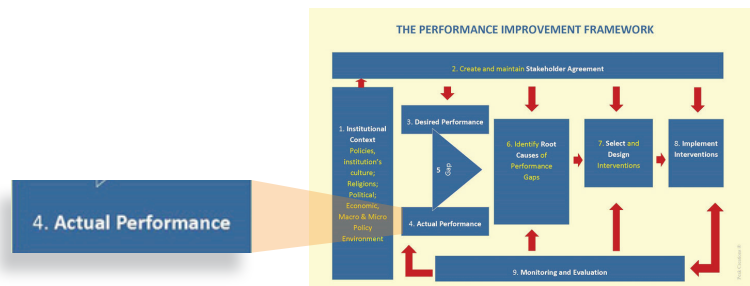 THE PERFORMANCE IMPROVEMENT FRAMEWORK
2. Create and maintain Stakeholder Agreement
1. Institutional
Context
Policies,
institution's
culture;
Religions;
Political;
Economic,
Macro & Micro
Policy
Environment
3. Desired Performance
5
Gap
4. Actual Performance
6. Identify Root
Causes of
Performance
Gaps
7. Select and
Design
Interventions
8. Implement
Interventions
9. Monitoring and Evaluation
4. Actual Performance